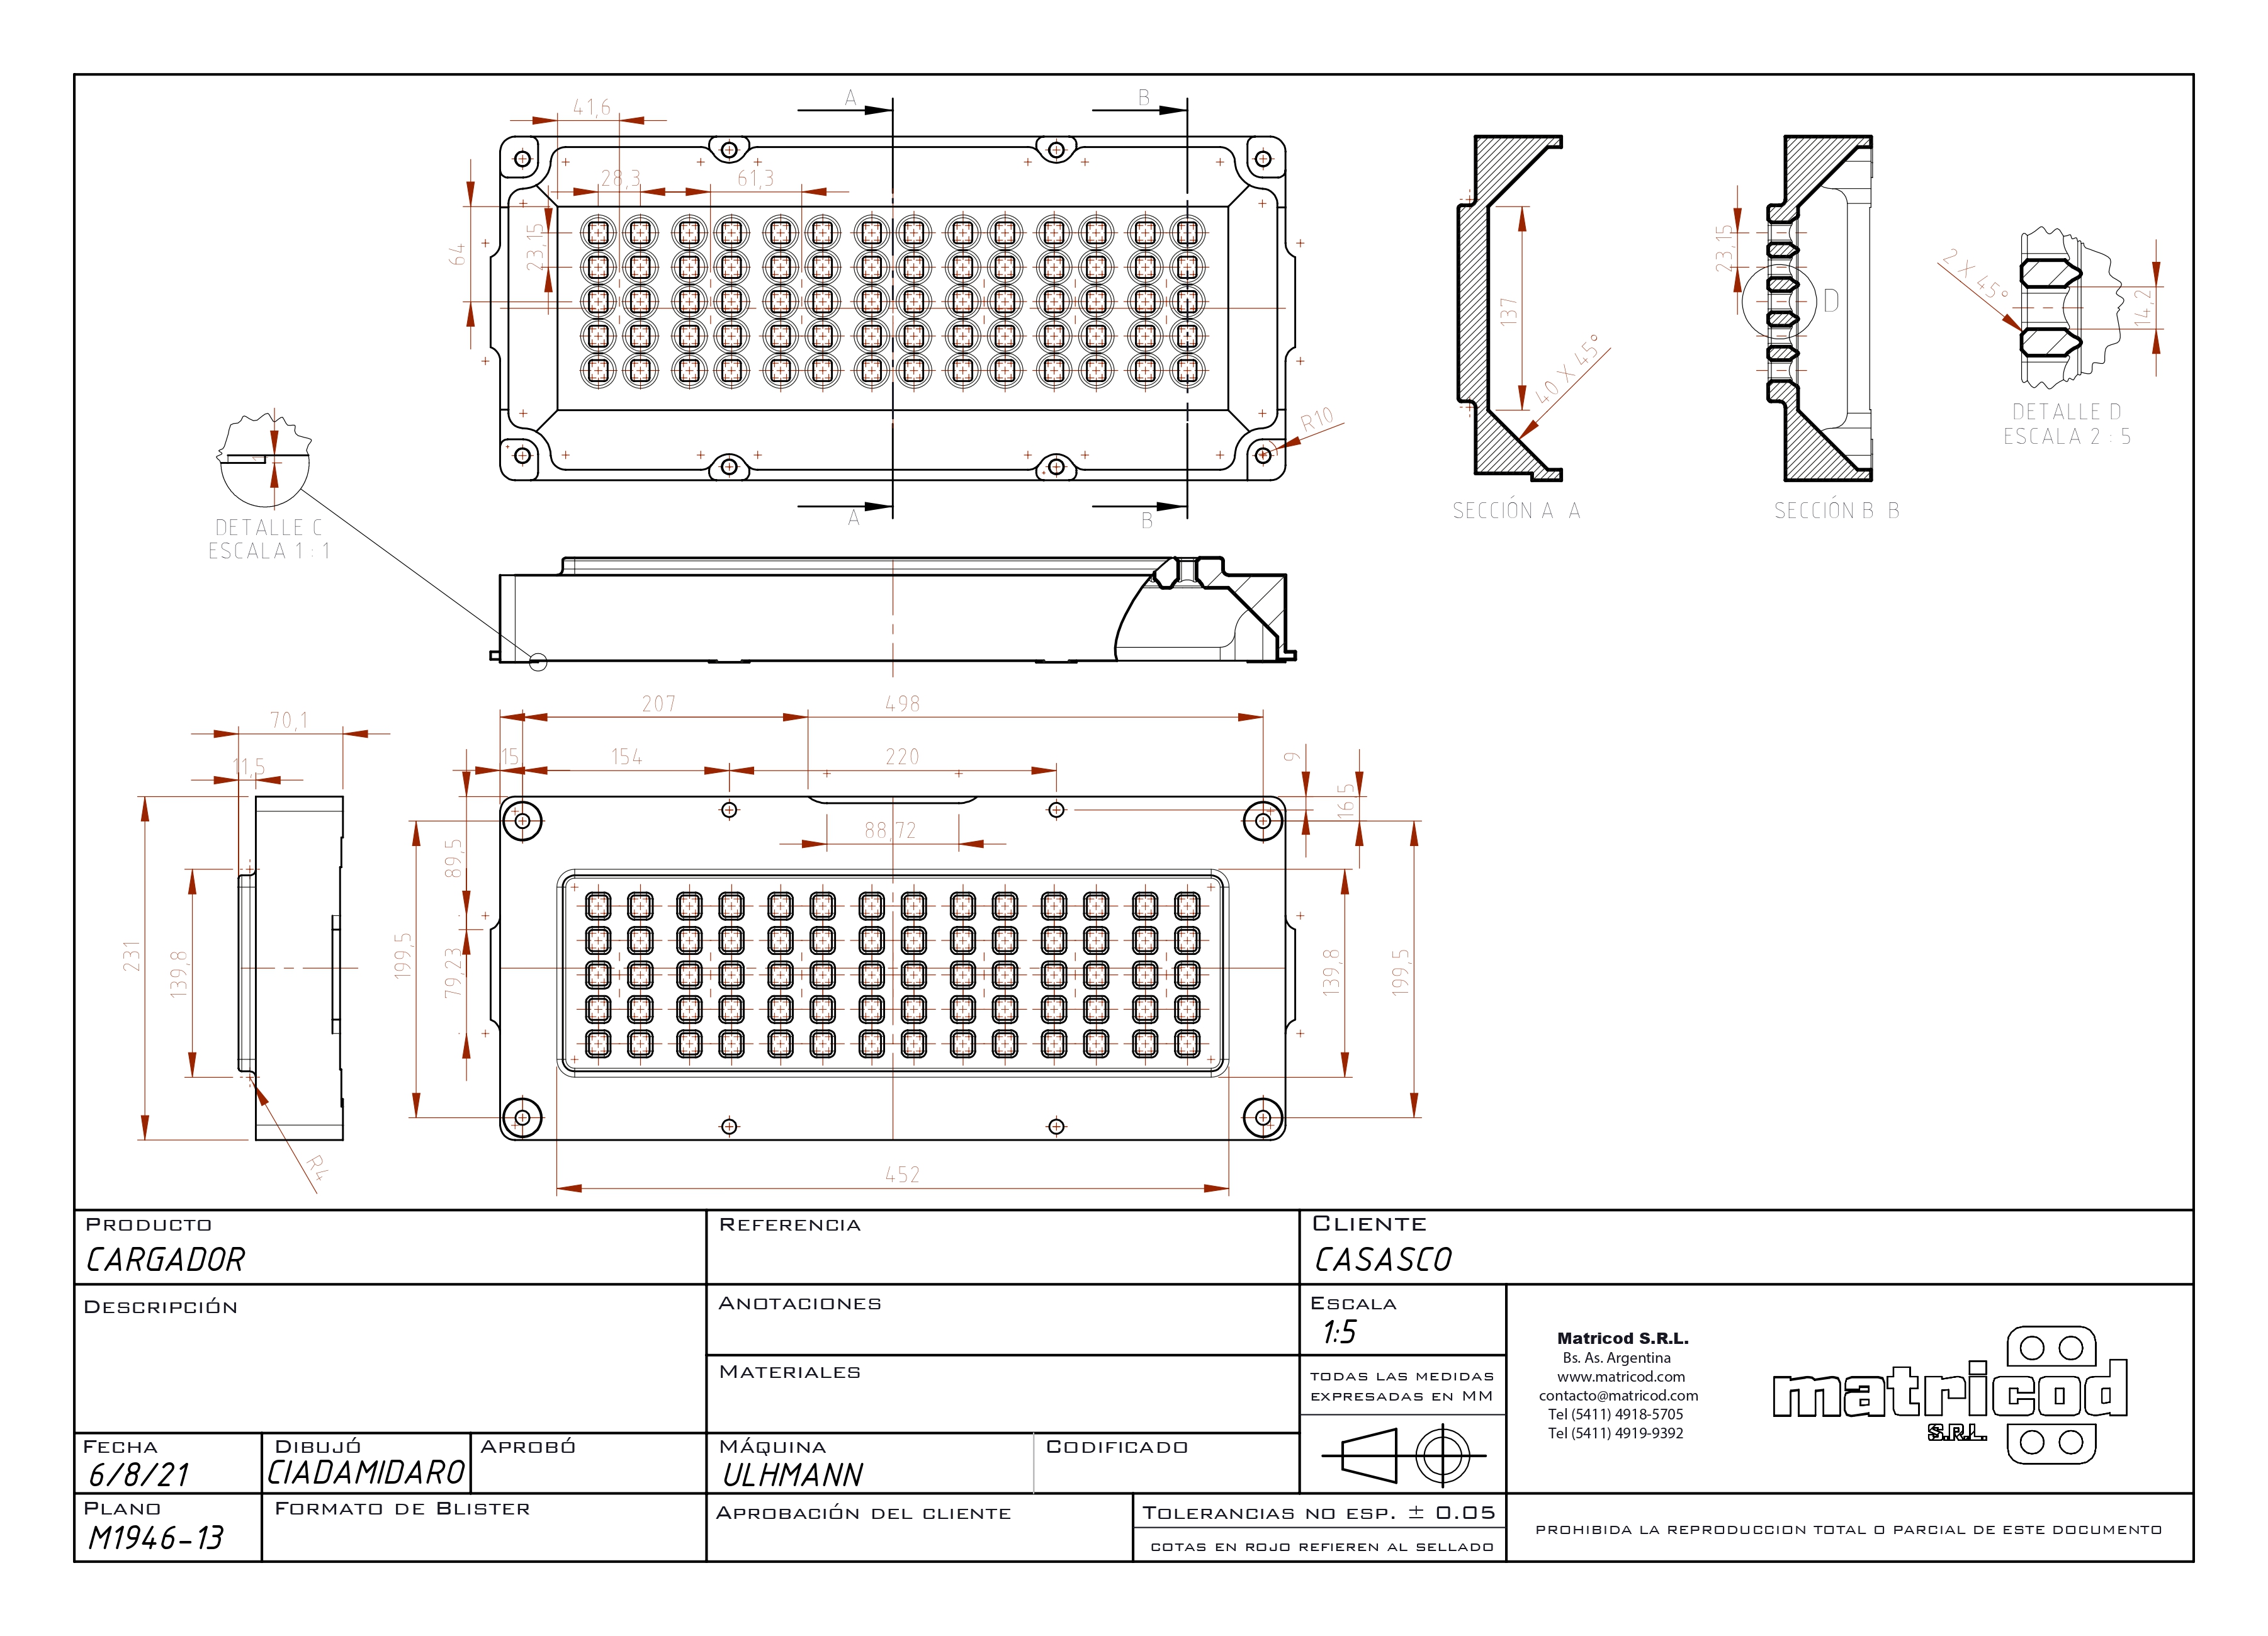 A
B
41,6
28,3
61,3
64
23,15
R10
A
B
137
40 X 45°
SECCIÓN A A
23,15
D
SECCIÓN B B
2 X 45°
14,2
DETALLE D
ESCALA 2 : 5
DETALLE C
ESCALA 1 : 1
207
498
15
154
220
9
16,5
88,72
70,1
11,5
231
139,8
R4
199,5
89,5
79,23
139,8
199,5
452
PRODUCTO
CARGADOR
REFERENCIA
CLIENTE
CASASCO
DESCRIPCIÓN
ANOTACIONES
ESCALA
1:5
MATERIALES
TODAS LAS MEDIDAS
EXPRESADAS EN MM
Matricod S.R.L.
Bs. As. Argentina
www.matricod.com
contacto@matricod.com
Tel (5411) 4918-5705
Tel (5411) 4919-9392
matricod
S.R.L.
FECHA
6/8/21
DIBUJÓ
CIADAMIDARO
APROBÓ
MÁQUINA
ULHMANN
CODIFICADO
PLANO
M1946-13
FORMATO DE BLISTER
APROBACIÓN DEL CLIENTE
TOLERANCIAS NO ESP. ± 0.05
COTAS EN ROJO REFIEREN AL SELLADO
PROHIBIDA LA REPRODUCCION TOTAL O PARCIAL DE ESTE DOCUMENTO